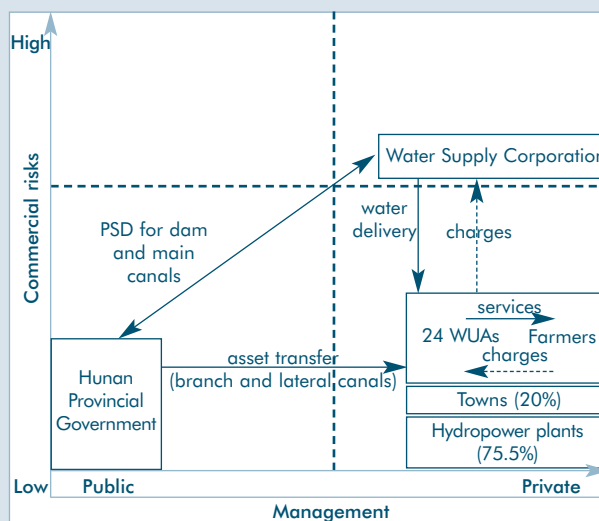 High
Commercial risks
Water Supply Corporation
PSD for dam
and main
canals
water
delivery
charges
services
24 WUAs Farmers
charges
asset transfer
(branch and lateral canals)
Hunan
Provincial
Government
Towns (20%)
Hydropower plants
(75.5%)
Low Public Private
Management